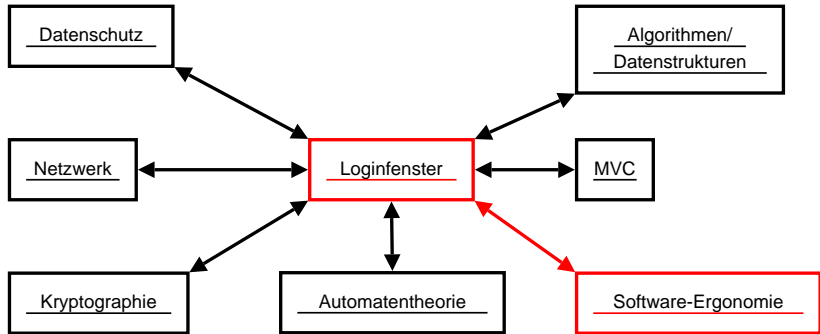 Datenschutz
Algorithmen/
Datenstrukturen
Netzwerk
Loginfenster
MVC
Kryptographie
Automatentheorie
Software-Ergonomie